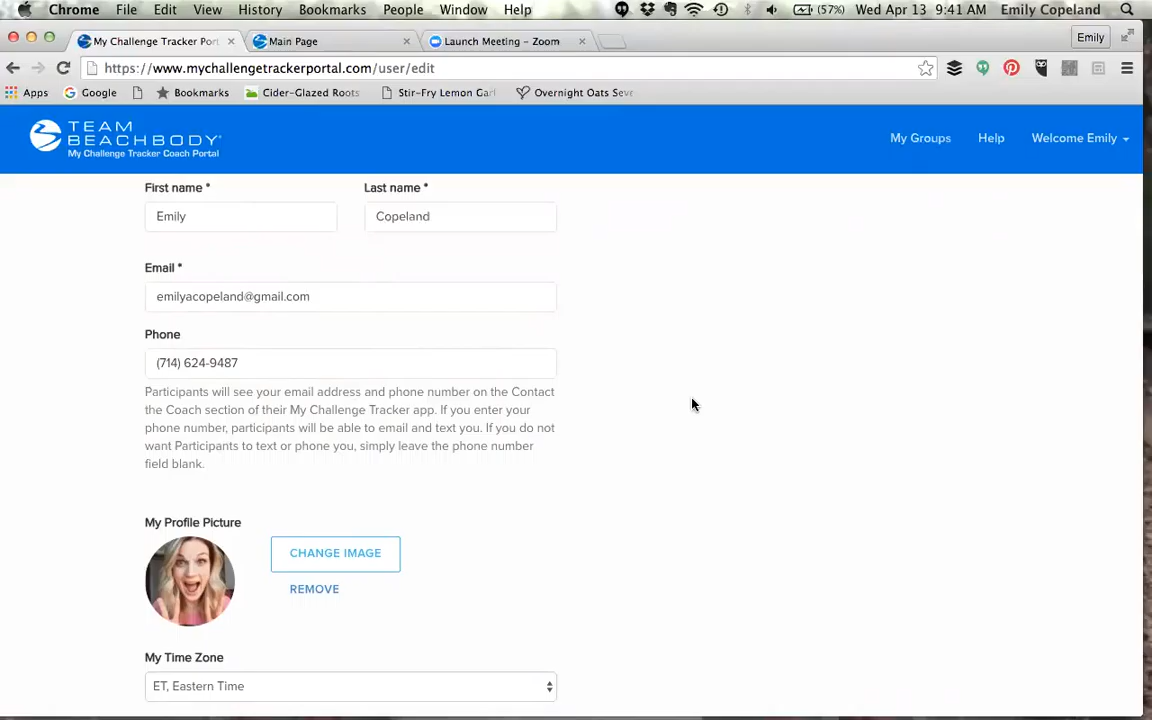 Chrome File Edit View History Bookmarks People Window Help (57%) Wed Apr 13 9:41 AM Emily Copeland
My Challenge Tracker Port Main Page Launch Meeting - Zoom Emily
https://www.mychallengetrackerportal.com/user/edit
Apps Google Bookmarks Cider-Glazed Roots Stir-Fry Lemon Garl Overnight Oats Seve
TEAM
BEACHBODY
My Challenge Tracker Coach Portal
My Groups Help Welcome Emily
First name * Last name *
Emily Copeland
Email *
emilyacopeland@gmail.com
Phone
(714) 624-9487
Participants will see your email address and phone number on the Contact
the Coach section of their My Challenge Tracker app. If you enter your
phone number, participants will be able to email and text you. If you do not
want Participants to text or phone you, simply leave the phone number
field blank.
My Profile Picture
CHANGE IMAGE
REMOVE
My Time Zone
ET, Eastern Time